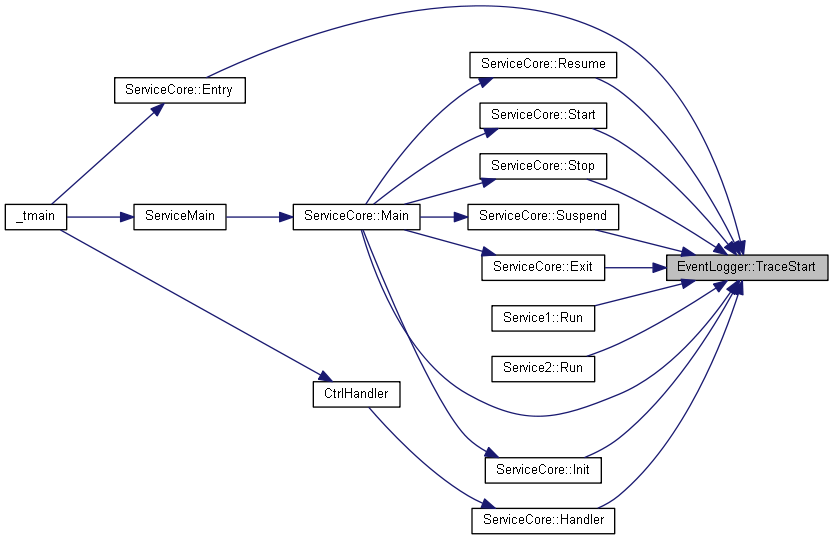 ServiceCore::Resume
ServiceCore::Entry
ServiceCore::Start
ServiceCore::Stop
_tmain
ServiceMain
ServiceCore::Main
ServiceCore::Suspend
ServiceCore::Exit
EventLogger::TraceStart
Service1::Run
Service2::Run
CtrlHandler
ServiceCore::Init
ServiceCore::Handler